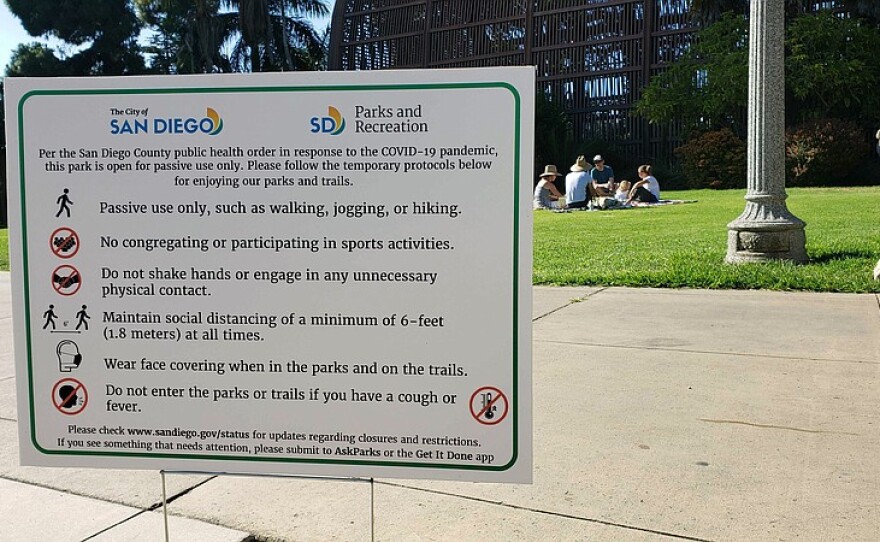 The City of
SAN DIEGO
SD Parks and
Recreation
Per the San Diego County public health order in response to the COVID-19 pandemic,
this park is open for passive use only. Please follow the temporary protocols below
for enjoying our parks and trails.
Passive use only, such as walking, jogging, or hiking.
No congregating or participating in sports activities.
Do not shake hands or engage in any unnecessary
physical contact.
6'
Maintain social distancing of a minimum of 6-feet
(1.8 meters) at all times.
Wear face covering when in the parks and on the trails.
Do not enter the parks or trails if you have a cough or
fever.
Please check www.sandiego.gov/status for updates regarding closures and restrictions.
If you see something that needs attention, please submit to AskParks or the Get It Done app